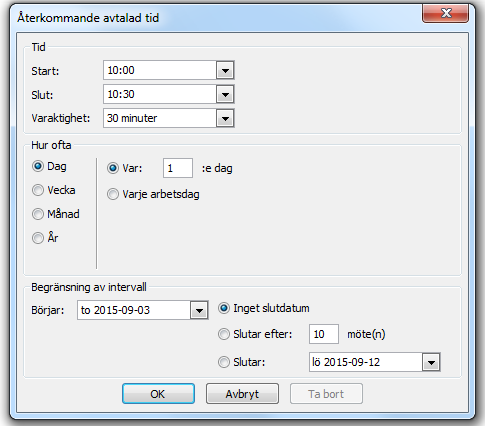 Återkommande avtalad tid
Tid
Start: 10:00
Slut: 10:30
Varaktighet: 30 minuter
Hur ofta
Dag
Vecka
Månad
År
Var: 1 :e dag
Varje arbetsdag
Begränsning av intervall
Börjar: to 2015-09-03
Inget slutdatum
Slutar efter: 10 möte(n)
Slutar: lö 2015-09-12
OK Avbryt Ta bort